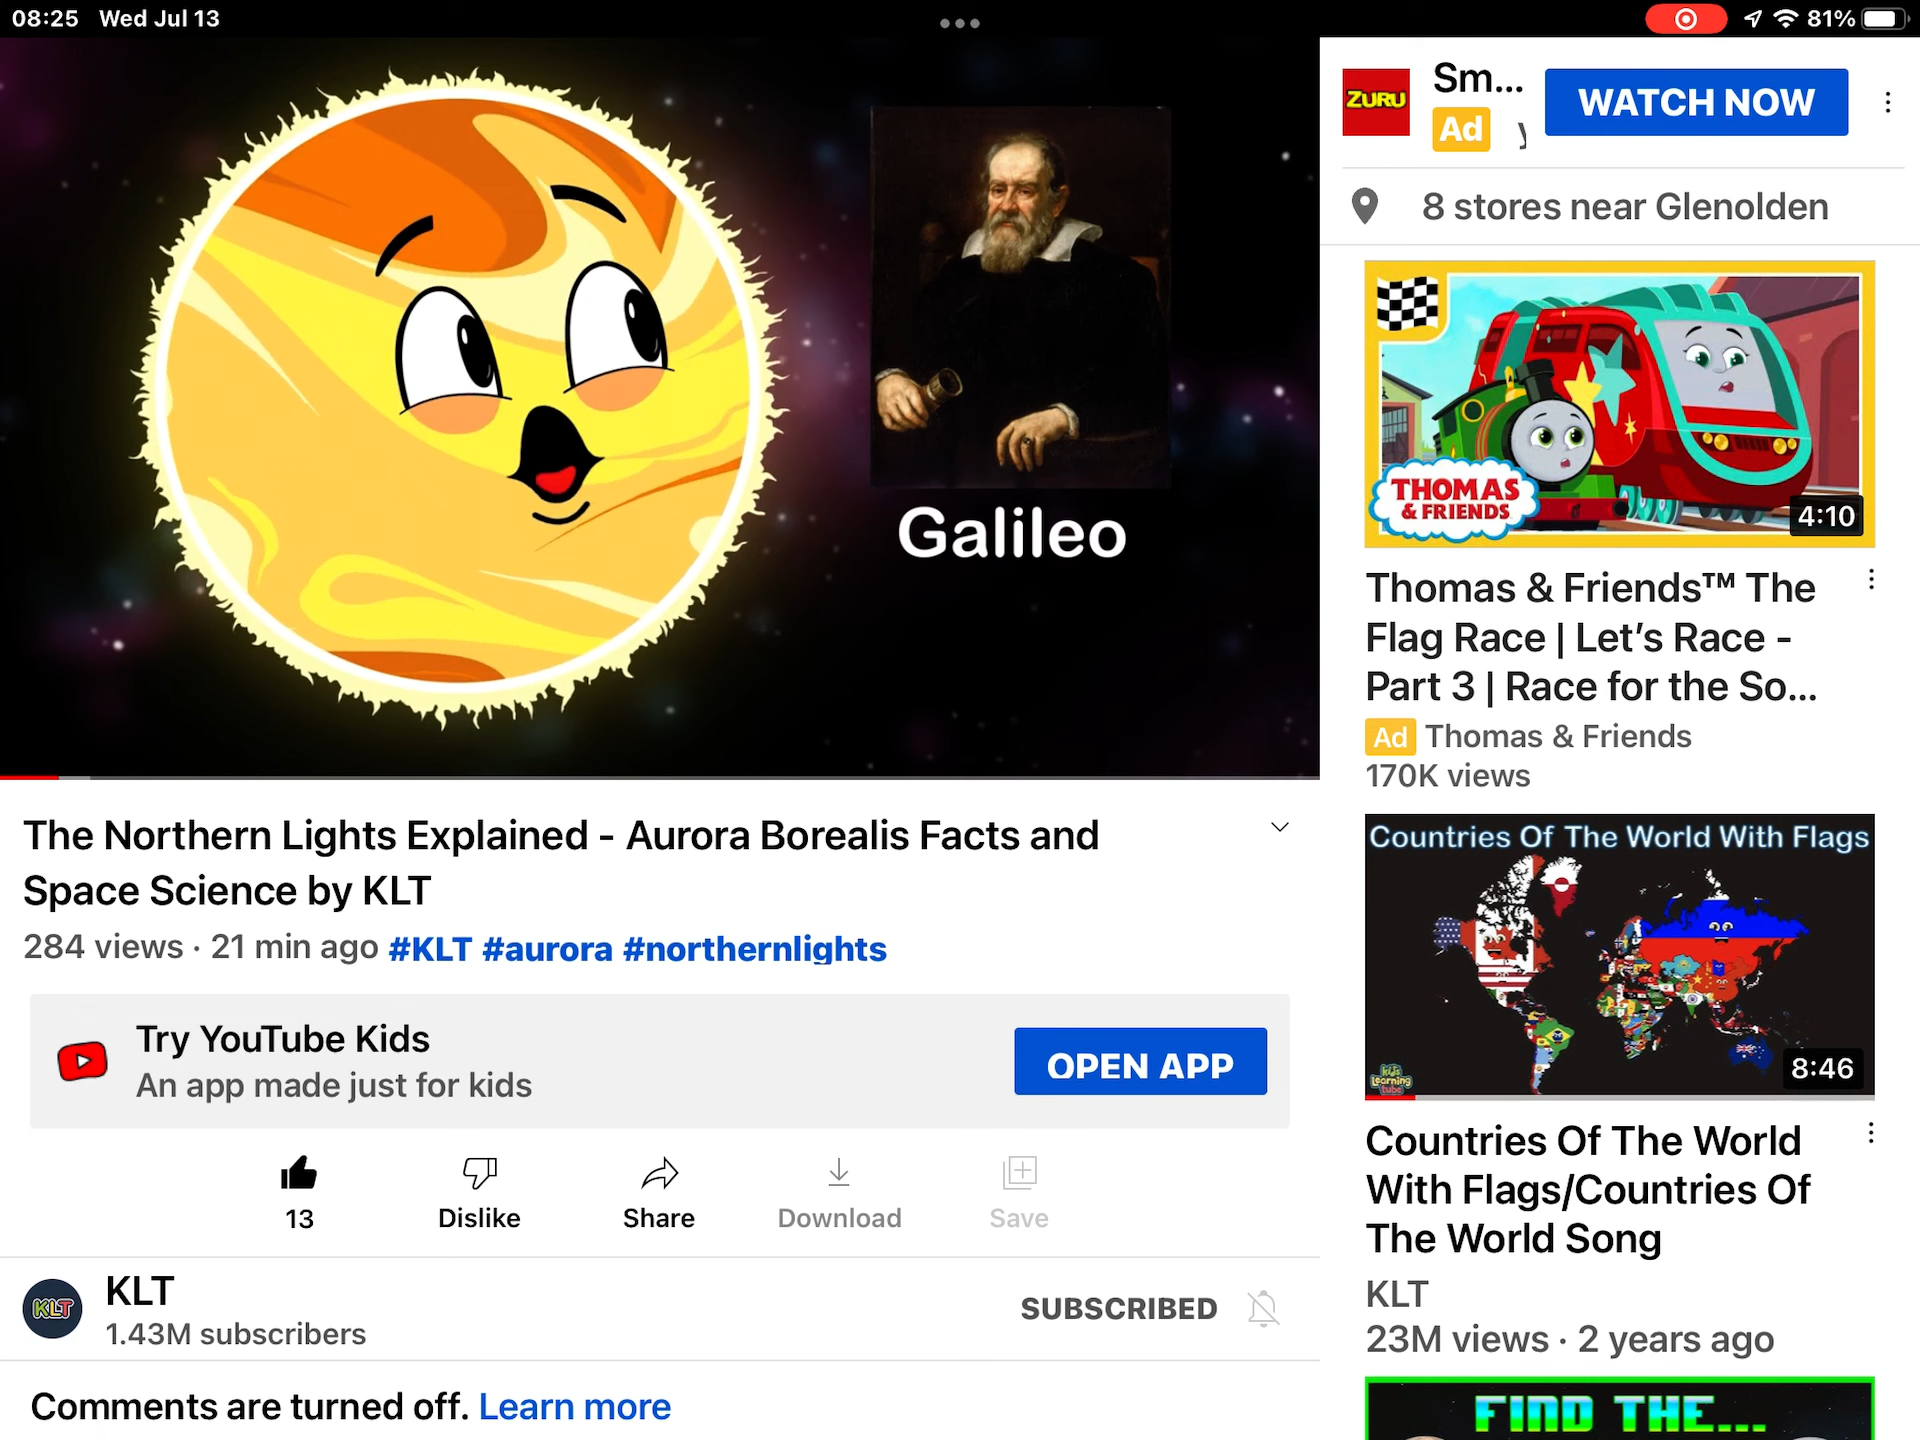 08:25 Wed Jul 13
81%
Galileo
The Northern Lights Explained - Aurora Borealis Facts and
Space Science by KLT
284 views · 21 min ago #KLT #aurora #northernlights
Try YouTube Kids
An app made just for kids
OPEN APP
13
Dislike
Share
Download
Save
KLT
KLT
1.43M subscribers
SUBSCRIBED
Comments are turned off. Learn more
ZURU
Sm...
Ad
WATCH NOW
8 stores near Glenolden
THOMAS
& FRIENDS
4:10
Thomas & Friends™ The
Flag Race | Let’s Race -
Part 3 | Race for the So...
Ad Thomas & Friends
170K views
Countries Of The World With Flags
Kids
Learning
Tube
8:46
Countries Of The World
With Flags/Countries Of
The World Song
KLT
23M views · 2 years ago
FIND THE...